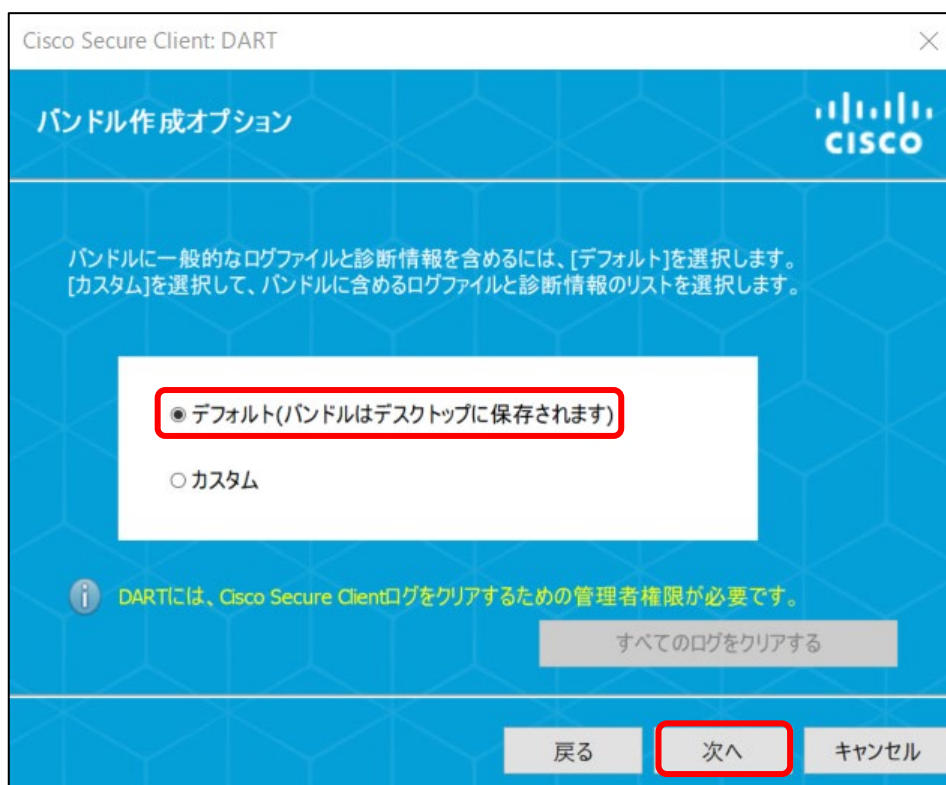 Cisco Secure Client: DART
バンドル作成オプション
CISCO
バンドルに一般的なログファイルと診断情報を含めるには、[デフォルト]を選択します。
[カスタム]を選択して、バンドルに含めるログファイルと診断情報のリストを選択します。
デフォルト(バンドルはデスクトップに保存されます)
カスタム
DARTには、Cisco Secure Clientログをクリアするための管理者権限が必要です。
すべてのログをクリアする
戻る
次へ
キャンセル